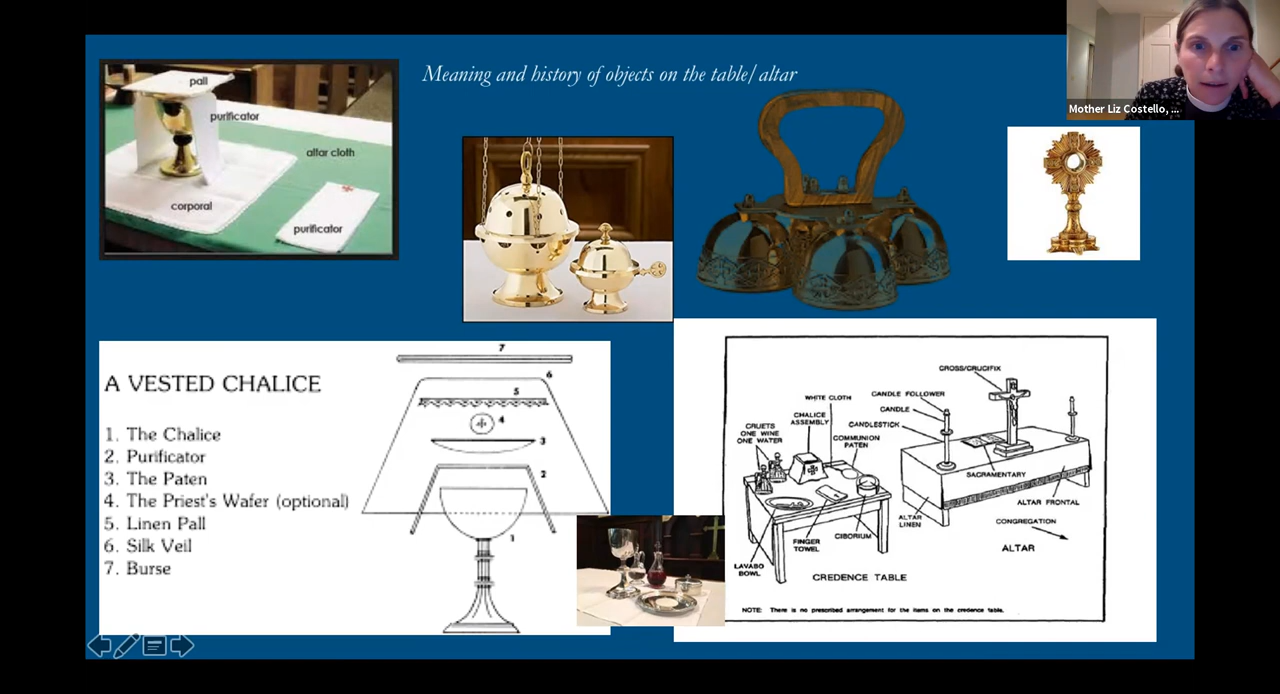 Meaning and history of objects on the table/altar
Mother Liz Costello, ...
pall
purificator
altar cloth
corporal
purificator
A VESTED CHALICE
1. The Chalice
2. Purificator
3. The Paten
4. The Priest's Wafer (optional)
5. Linen Pall
6. Silk Veil
7. Burse
7
6
5
4
3
2
1
CROSS/CRUCIFIX
CANDLE FOLLOWER
WHITE CLOTH
CANDLE
CHALICE
ASSEMBLY
CANDLESTICK
CRUETS
ONE WINE
ONE WATER
COMMUNION
PATEN
SACRAMENTARY
ALTAR FRONTAL
ALTAR
LINEN
CONGREGATION
FINGER
TOWEL
CIBORIUM
ALTAR
LAVABO
BOWL
CREDENCE TABLE
NOTE: There is no prescribed arrangement for the items on the credence table.